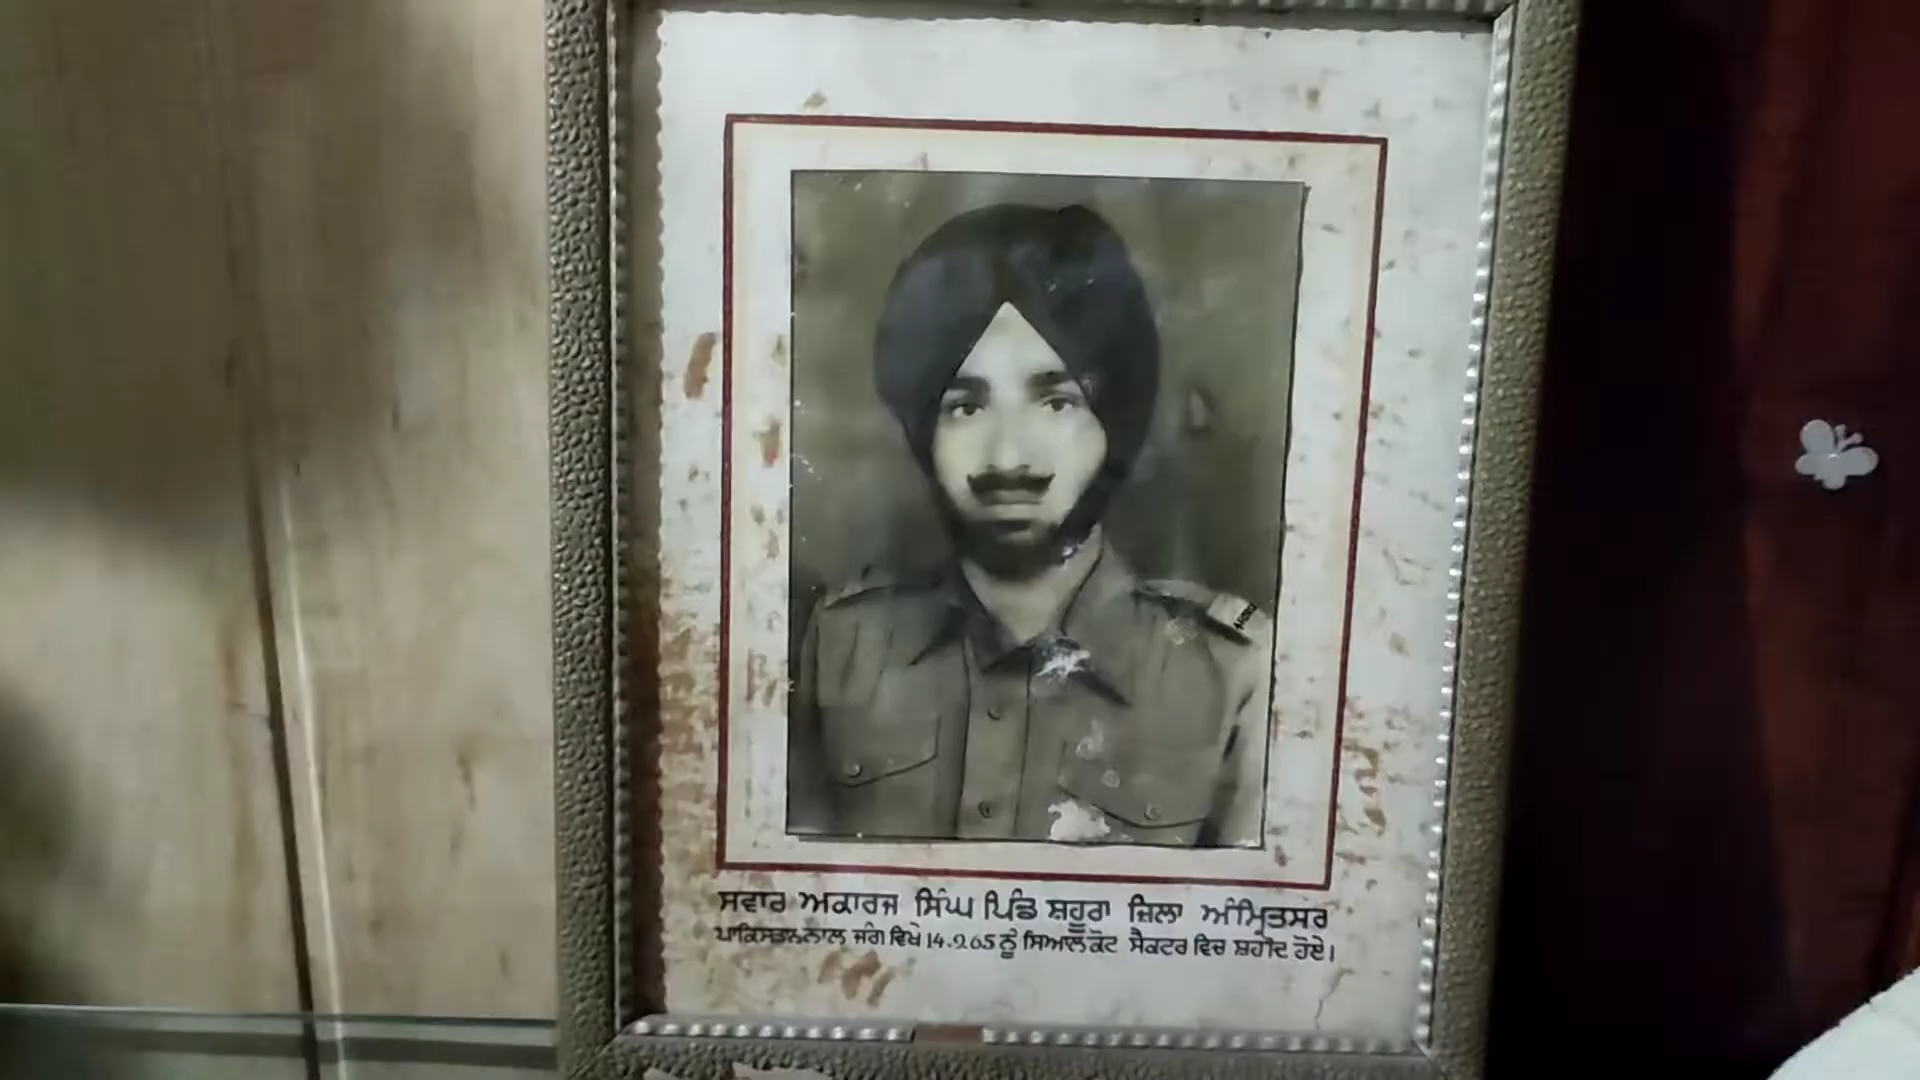 ਸਵਾਰ ਅਕਾਰਜ ਸਿੰਘ ਪਿੰਡ ਸ਼ਹੂਰਾ ਜ਼ਿਲਾ ਅੰਮ੍ਰਿਤਸਰ
ਪਾਕਿਸਤਾਨ ਨਾਲ ਜੰਗ ਵਿਖੇ 14.9.65 ਨੂੰ ਸਿਆਲਕੋਟ ਸੈਕਟਰ ਵਿਚ ਸ਼ਹੀਦ ਹੋਏ।